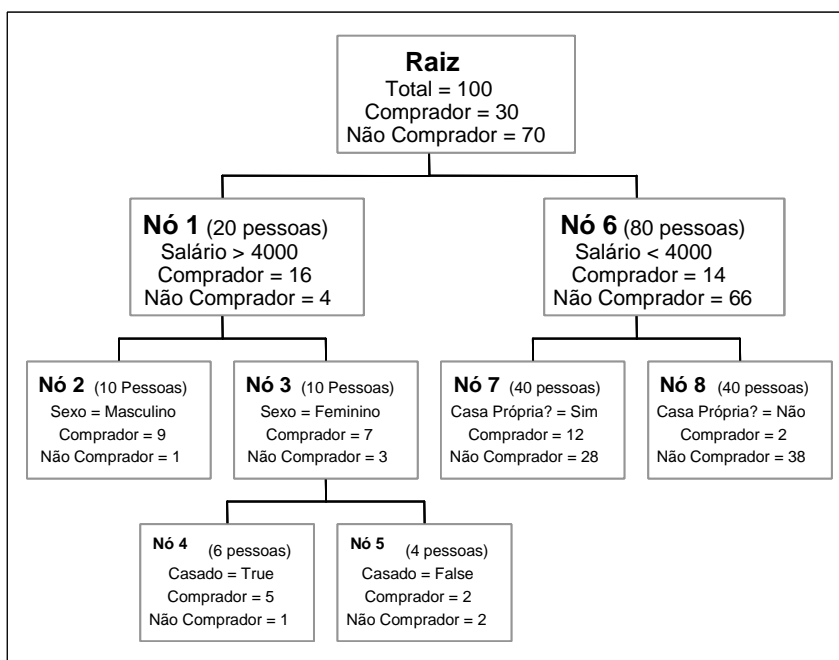 Raiz
Total = 100
Comprador = 30
Não Comprador = 70
Nó 1 (20 pessoas)
Salário > 4000
Comprador = 16
Não Comprador = 4
Nó 6 (80 pessoas)
Salário < 4000
Comprador = 14
Não Comprador = 66
Nó 2 (10 Pessoas)
Sexo = Masculino
Comprador = 9
Não Comprador = 1
Nó 3 (10 Pessoas)
Sexo = Feminino
Comprador = 7
Não Comprador = 3
Nó 7 (40 pessoas)
Casa Própria? = Sim
Comprador = 12
Não Comprador = 28
Nó 8 (40 pessoas)
Casa Própria? = Não
Comprador = 2
Não Comprador = 38
Nó 4 (6 pessoas)
Casado = True
Comprador = 5
Não Comprador = 1
Nó 5 (4 pessoas)
Casado = False
Comprador = 2
Não Comprador = 2